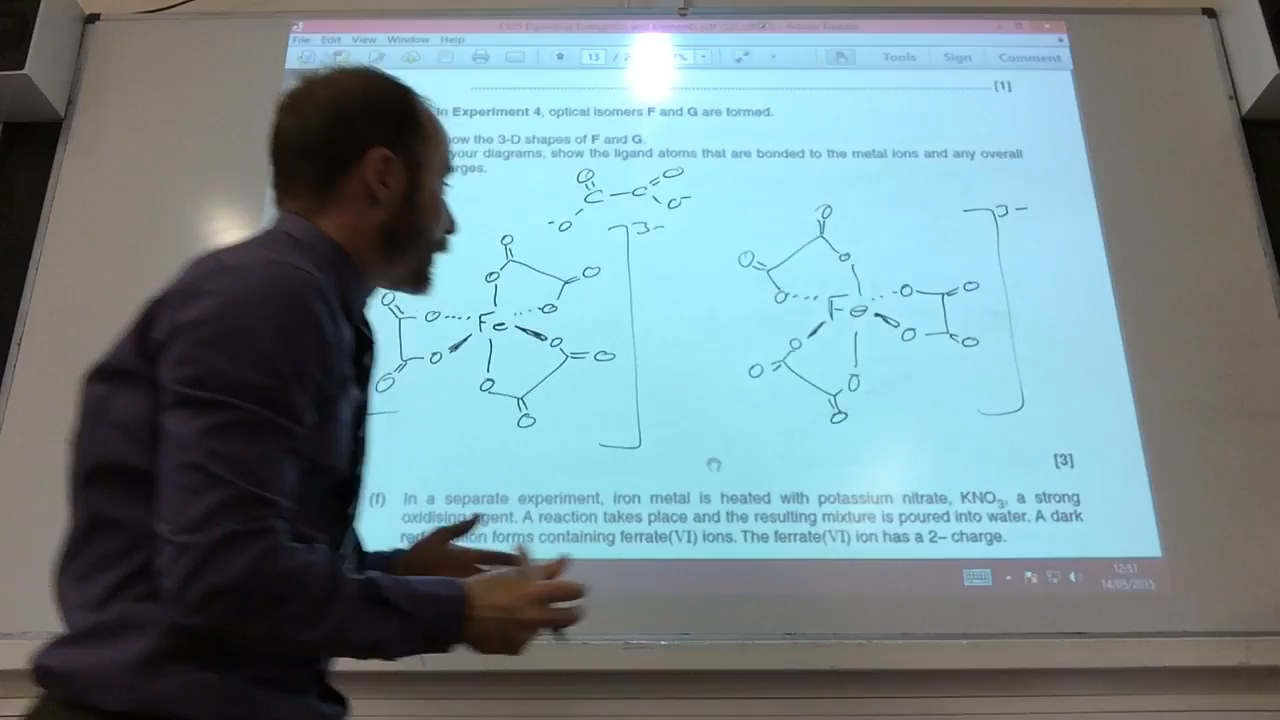 File Edit View Window Help
13 /
Tools Sign Comment
[1]
In Experiment 4, optical isomers F and G are formed.
ow the 3-D shapes of F and G.
your diagrams, show the ligand atoms that are bonded to the metal ions and any overall
arges.
O O
C — C
⁻O O⁻
3−
O
O O
O O
O O Fe
O O
O O
O
O
3−
O
O O
O O O
Fe
O O O
O O
O
[3]
(f) In a separate experiment, iron metal is heated with potassium nitrate, KNO₃, a strong
oxidising agent. A reaction takes place and the resulting mixture is poured into water. A dark
red forms containing ferrate(VI) ions. The ferrate(VI) ion has a 2– charge.
12:51
14/05/2015